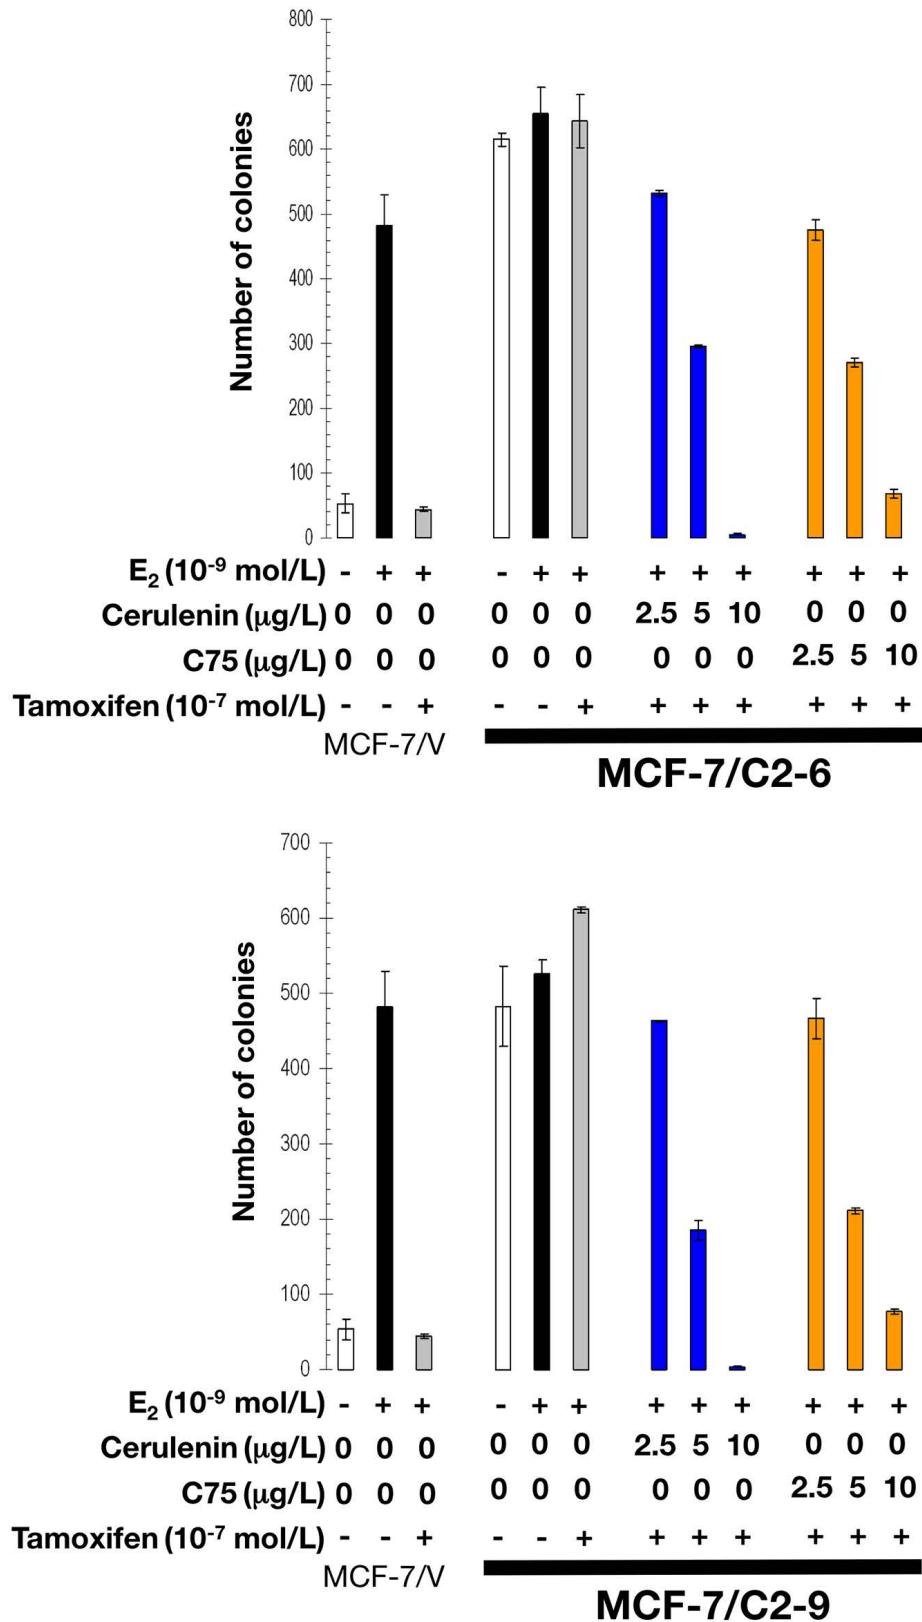 800
700
600
500
400
300
200
100
0
Number of colonies
E2 (10-9 mol/L) - + + - + + + + + + + +
Cerulenin (μg/L) 0 0 0 0 0 0 2.5 5 10 0 0 0
C75 (μg/L) 0 0 0 0 0 0 0 0 0 2.5 5 10
Tamoxifen (10-7 mol/L) - - + - - + + + + + + +
MCF-7/V
MCF-7/C2-6
700
600
500
400
300
200
100
0
Number of colonies
E2 (10-9 mol/L) - + + - + + + + + + + +
Cerulenin (μg/L) 0 0 0 0 0 0 2.5 5 10 0 0 0
C75 (μg/L) 0 0 0 0 0 0 0 0 0 2.5 5 10
Tamoxifen (10-7 mol/L) - - + - - + + + + + + +
MCF-7/V
MCF-7/C2-9